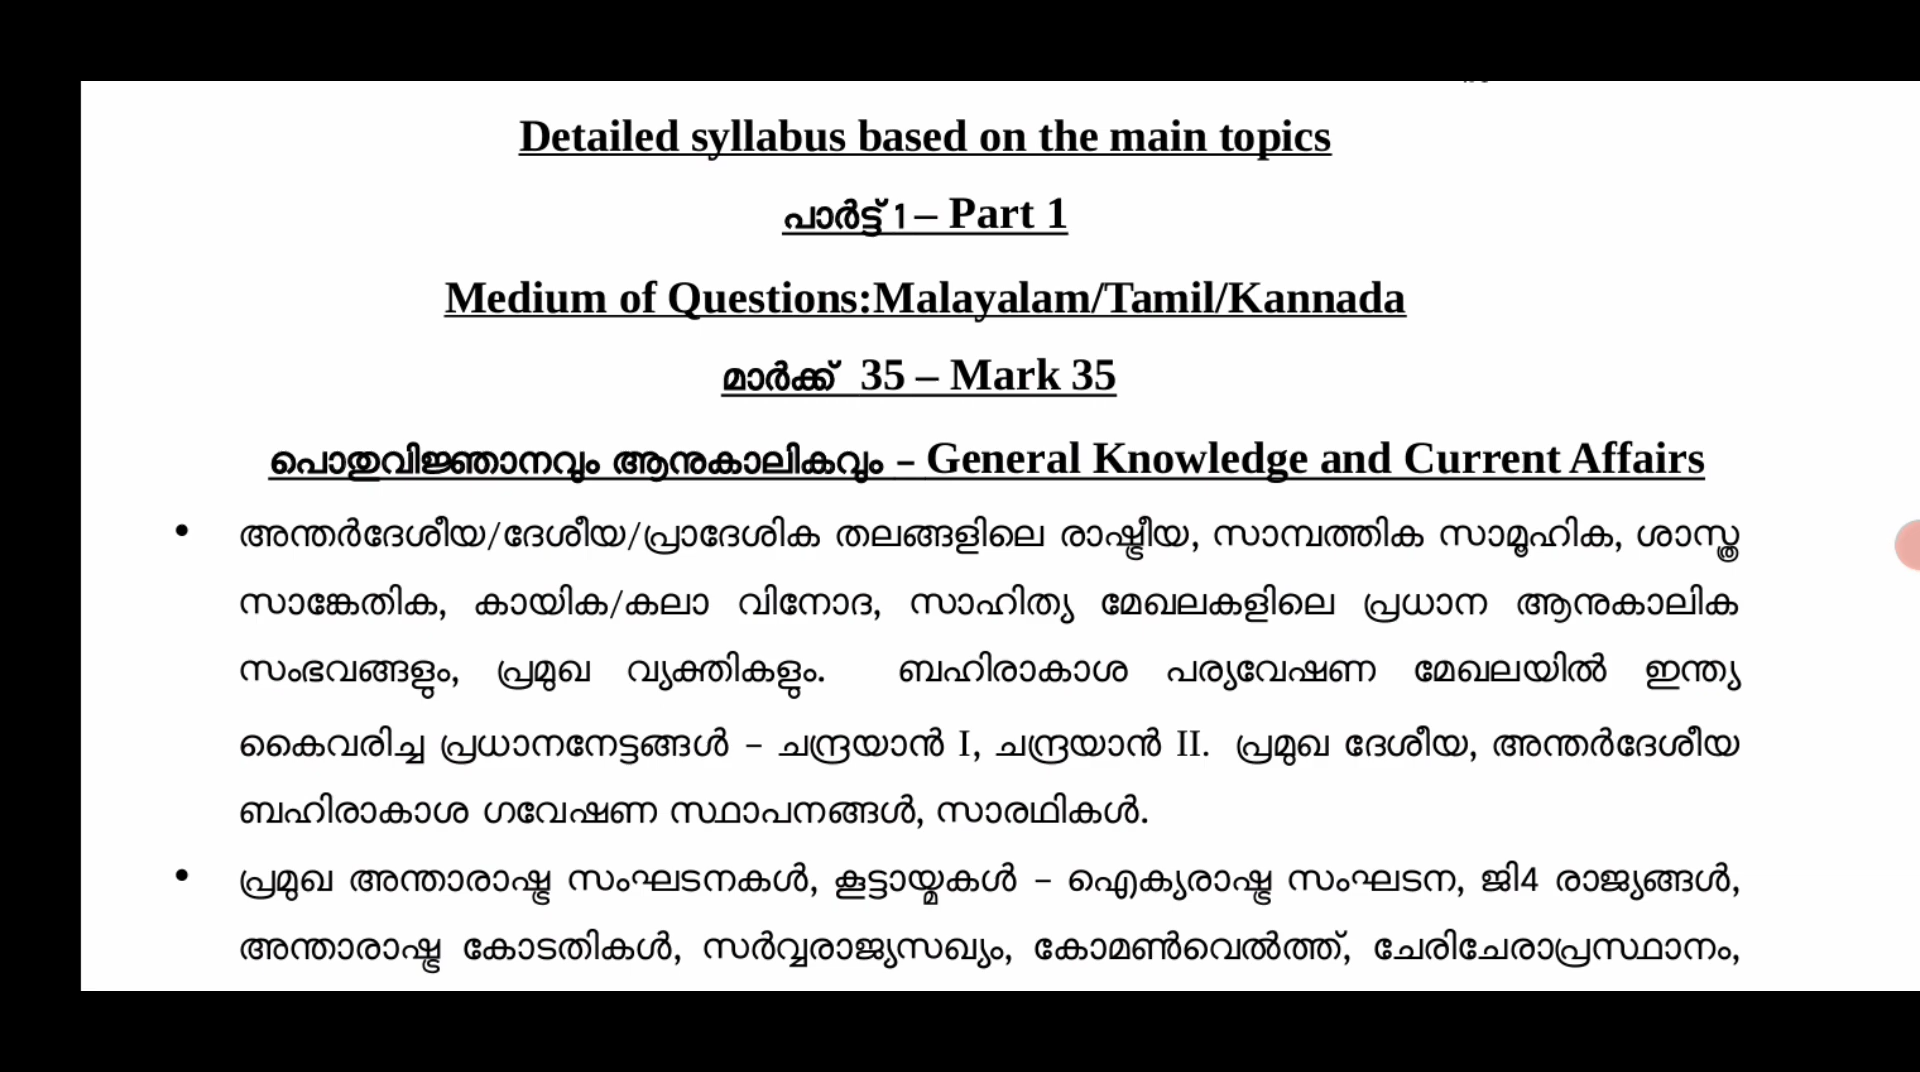 Detailed syllabus based on the main topics
പാർട്ട് 1 – Part 1
Medium of Questions:Malayalam/Tamil/Kannada
മാർക്ക് 35 – Mark 35
പൊതുവിജ്ഞാനവും ആനുകാലികവും – General Knowledge and Current Affairs
• അന്തർദേശീയ/ദേശീയ/പ്രാദേശിക തലങ്ങളിലെ രാഷ്ട്രീയ, സാമ്പത്തിക സാമൂഹിക, ശാസ്ത്ര
സാങ്കേതിക, കായിക/കലാ വിനോദ, സാഹിത്യ മേഖലകളിലെ പ്രധാന ആനുകാലിക
സംഭവങ്ങളും, പ്രമുഖ വ്യക്തികളും. ബഹിരാകാശ പര്യവേഷണ മേഖലയിൽ ഇന്ത്യ
കൈവരിച്ച പ്രധാനനേട്ടങ്ങൾ – ചന്ദ്രയാൻ I, ചന്ദ്രയാൻ II. പ്രമുഖ ദേശീയ, അന്തർദേശീയ
ബഹിരാകാശ ഗവേഷണ സ്ഥാപനങ്ങൾ, സാരഥികൾ.
• പ്രമുഖ അന്താരാഷ്ട്ര സംഘടനകൾ, കൂട്ടായ്മകൾ – ഐക്യരാഷ്ട്ര സംഘടന, ജി4 രാജ്യങ്ങൾ,
അന്താരാഷ്ട്ര കോടതികൾ, സർവ്വരാജ്യസഖ്യം, കോമൺവെൽത്ത്, ചേരിചേരാപ്രസ്ഥാനം,